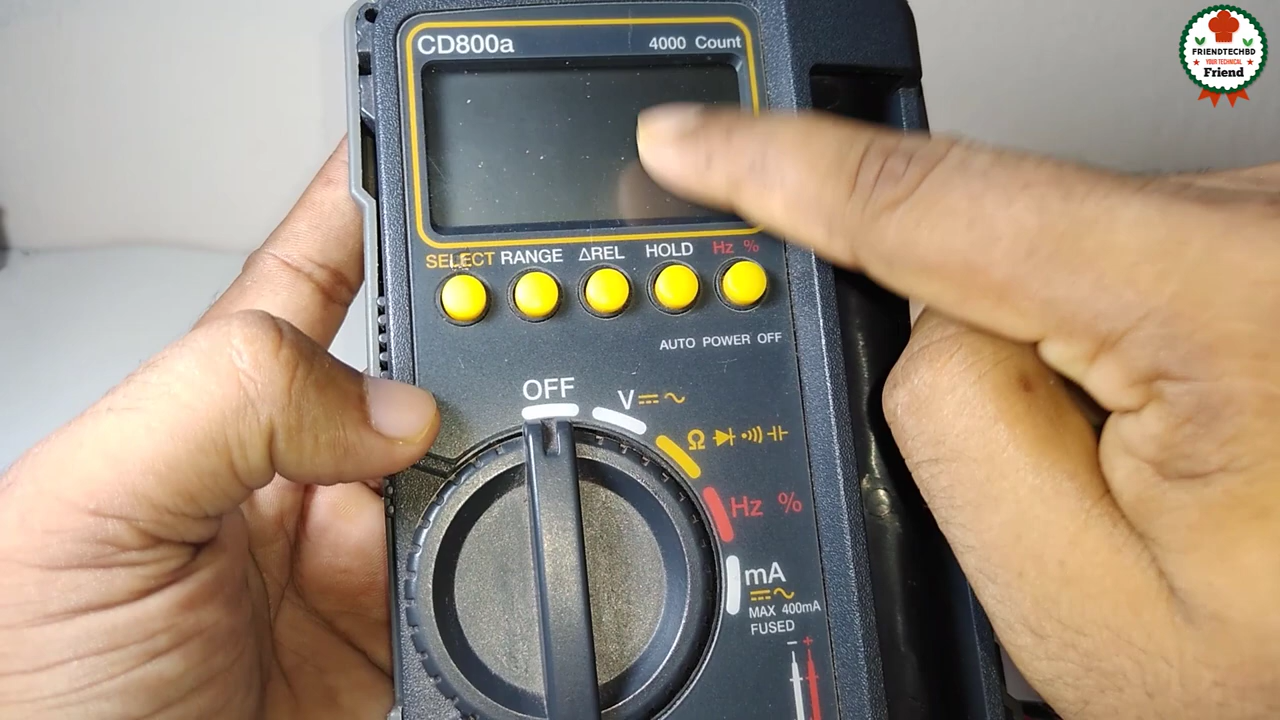 CD800a
4000 Count
FRIENDTECHBD
YOUR TECHNICAL
Friend
SELECT RANGE ΔREL HOLD Hz %
AUTO POWER OFF
OFF
V
Ω
Hz %
mA
MAX 400mA
FUSED
− +